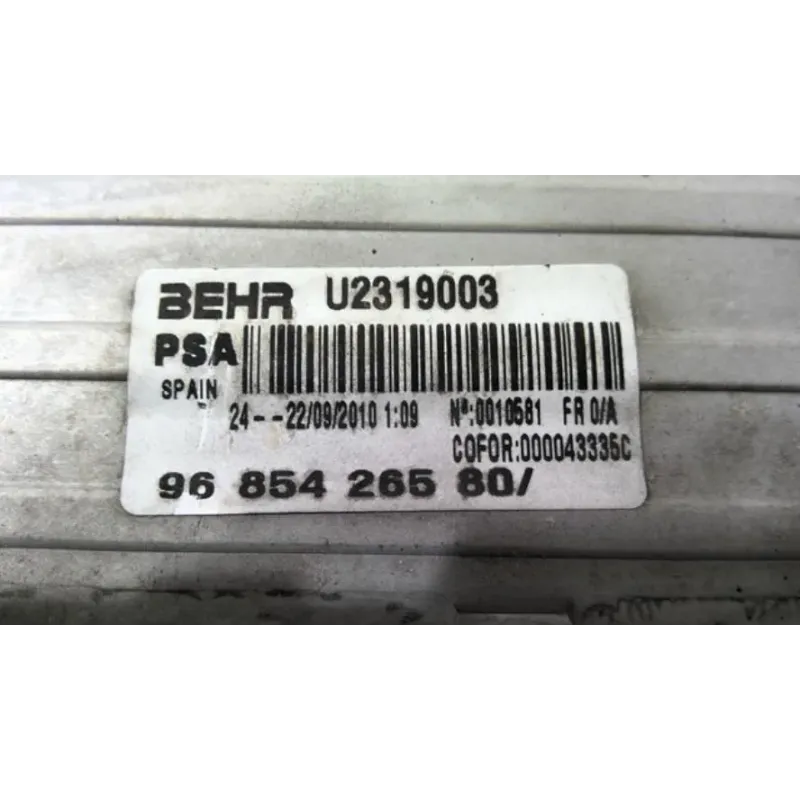 BEHR U2319003
PSA
SPAIN
24--22/09/2010 1:09 Nº:0010581 FR 0/A
COFOR:000043335C
96 854 265 80/